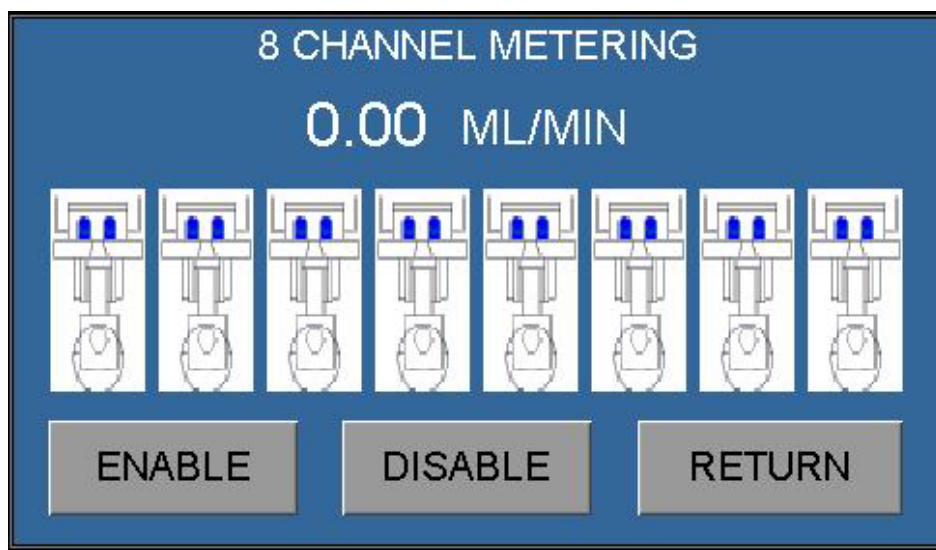 8 CHANNEL METERING
0.00 ML/MIN
ENABLE DISABLE RETURN